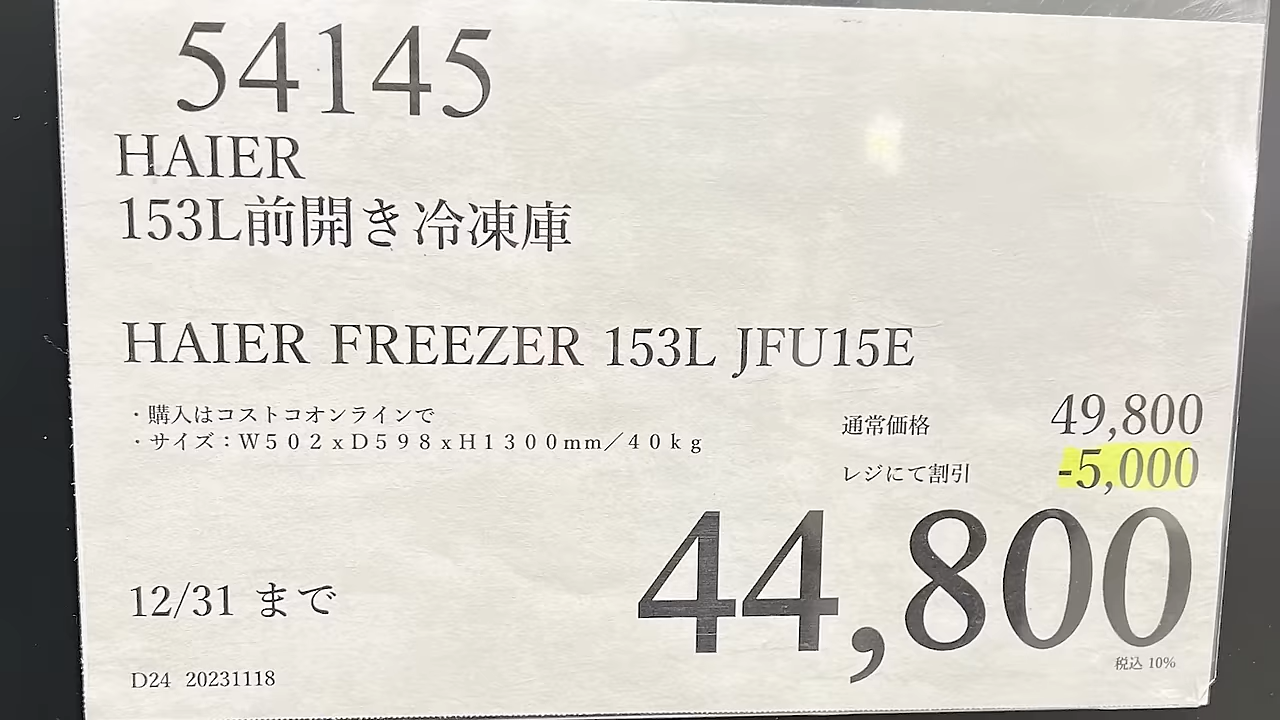 54145
HAIER
153L前開き冷凍庫
HAIER FREEZER 153L JFU15E
・購入はコストコオンラインで
・サイズ：Ｗ５０２ｘＤ５９８ｘＨ１３００mm／４０ｋｇ
通常価格 49,800
レジにて割引 -5,000
44,800
税込 10%
12/31 まで
D24 20231118